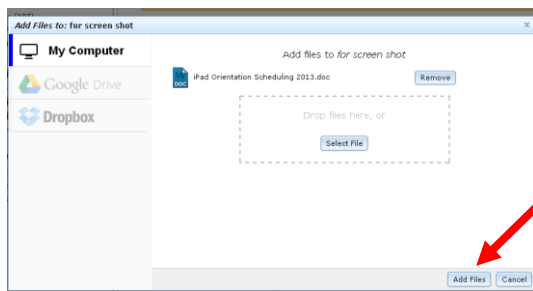 Add Files to: for screen shot
x
My Computer
Google Drive
Dropbox
Add files to for screen shot
DOC
iPad Orientation Scheduling 2013.doc
Remove
Drop files here, or
Select File
Add Files
Cancel